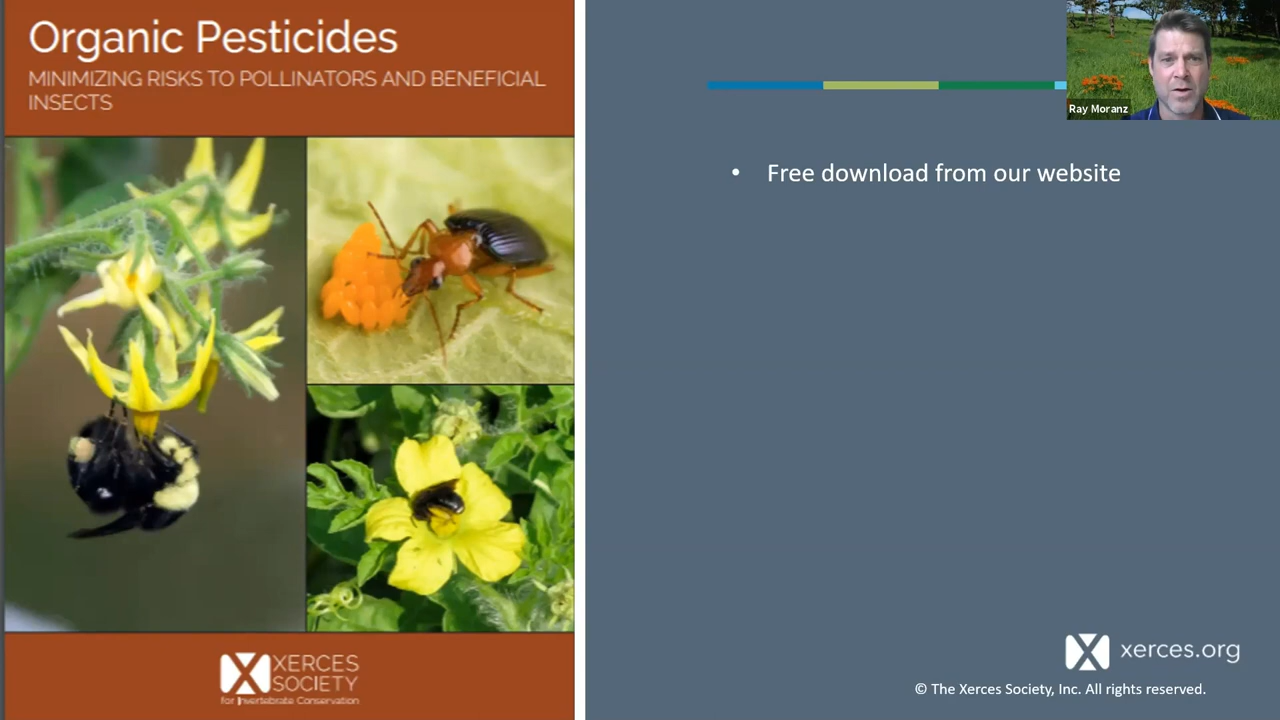 Organic Pesticides
MINIMIZING RISKS TO POLLINATORS AND BENEFICIAL
INSECTS
XERCES
SOCIETY
for Invertebrate Conservation
Ray Moranz
• Free download from our website
xerces.org
© The Xerces Society, Inc. All rights reserved.